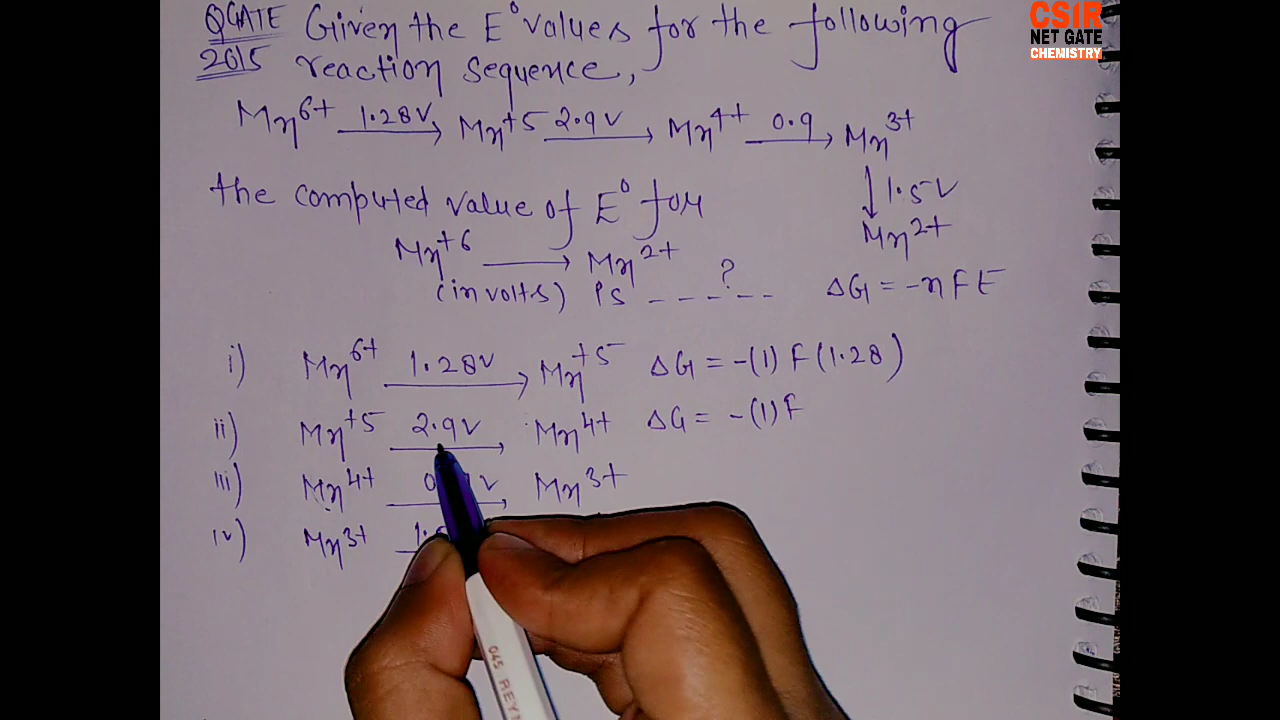 QGATE 2015 Given the E° values for the following
reaction sequence,
Mn6+ 1.28V→ Mn+5 2.9V→ Mn4+ 0.9→ Mn3+
↓ 1.5V
Mn2+
the computed value of E° for
Mn+6 → Mn2+
(in volts) is - - - - - - ?
ΔG = -nFE
i) Mn6+ 1.28V→ Mn+5 ΔG = -(1) F(1.28)
ii) Mn+5 2.9V→ Mn4+ ΔG = -(1)F
iii) Mn4+ V→ Mn3+
iv) Mn3+
CSIR
NET GATE
CHEMISTRY
045 REY